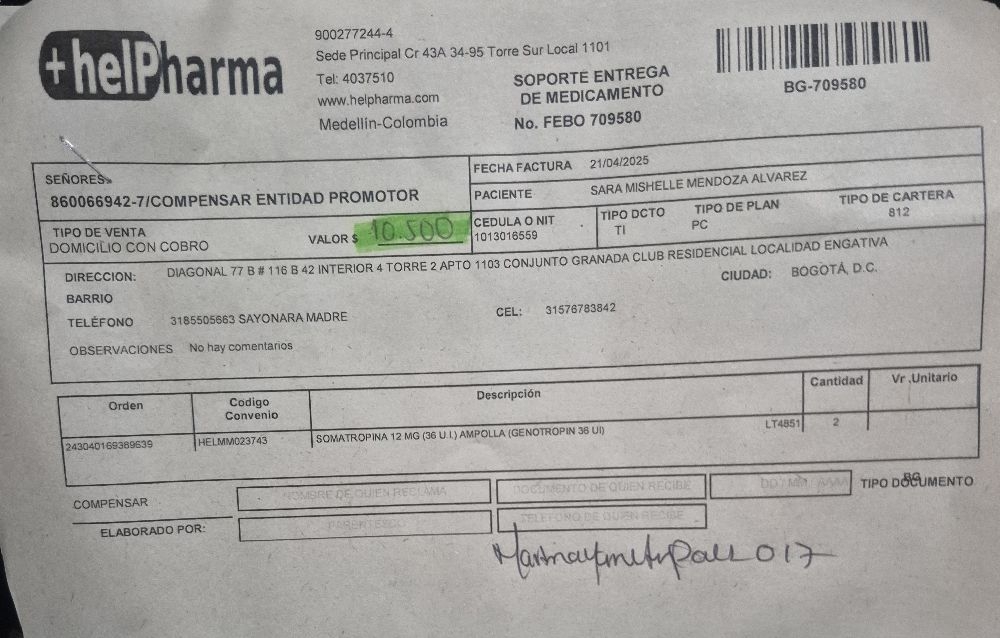 +helPharma
900277244-4
Sede Principal Cr 43A 34-95 Torre Sur Local 1101
Tel: 4037510
www.helpharma.com
Medellín-Colombia
SOPORTE ENTREGA
DE MEDICAMENTO
No. FEBO 709580
BG-709580
SEÑORES
860066942-7/COMPENSAR ENTIDAD PROMOTOR
FECHA FACTURA 21/04/2025
PACIENTE SARA MISHELLE MENDOZA ALVAREZ
TIPO DE VENTA
DOMICILIO CON COBRO
VALOR $ 10.500
CEDULA O NIT
1013016559
TIPO DCTO
TI
TIPO DE PLAN
PC
TIPO DE CARTERA
812
DIRECCION: DIAGONAL 77 B # 116 B 42 INTERIOR 4 TORRE 2 APTO 1103 CONJUNTO GRANADA CLUB RESIDENCIAL LOCALIDAD ENGATIVA
BARRIO
CIUDAD: BOGOTÁ, D.C.
TELÉFONO 3185505663 SAYONARA MADRE
CEL: 31576783842
OBSERVACIONES No hay comentarios
Orden Codigo Convenio Descripción Cantidad Vr .Unitario
243040169389639 HELMM023743 SOMATROPINA 12 MG (36 U.I.) AMPOLLA (GENOTROPIN 36 UI) LT4851 2
COMPENSAR
NOMBRE DE QUIEN RECLAMA
DOCUMENTO DE QUIEN RECIBE
DD / MM / AAAA
TIPO DOCUMENTO
BG
ELABORADO POR:
PARENTESCO
TELEFONO DE QUIEN RECIBE
017